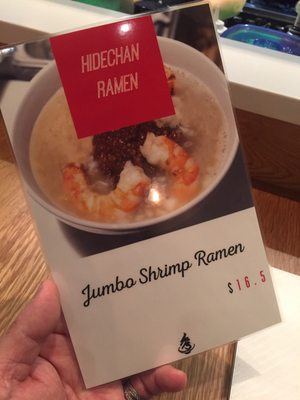 HIDECHAN
RAMEN
Jumbo Shrimp Ramen
$16.5